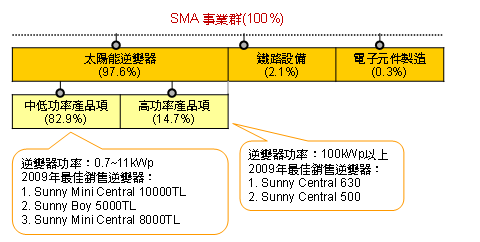 SMA 事業群(100%)
太陽能逆變器
(97.6%)
鐵路設備
(2.1%)
電子元件製造
(0.3%)
中低功率產品項
(82.9%)
高功率產品項
(14.7%)
逆變器功率：0.7~11kWp
2009年最佳銷售逆變器：
1. Sunny Mini Central 10000TL
2. Sunny Boy 5000TL
3. Sunny Mini Central 8000TL
逆變器功率：100kWp以上
2009年最佳銷售逆變器：
1. Sunny Central 630
2. Sunny Central 500